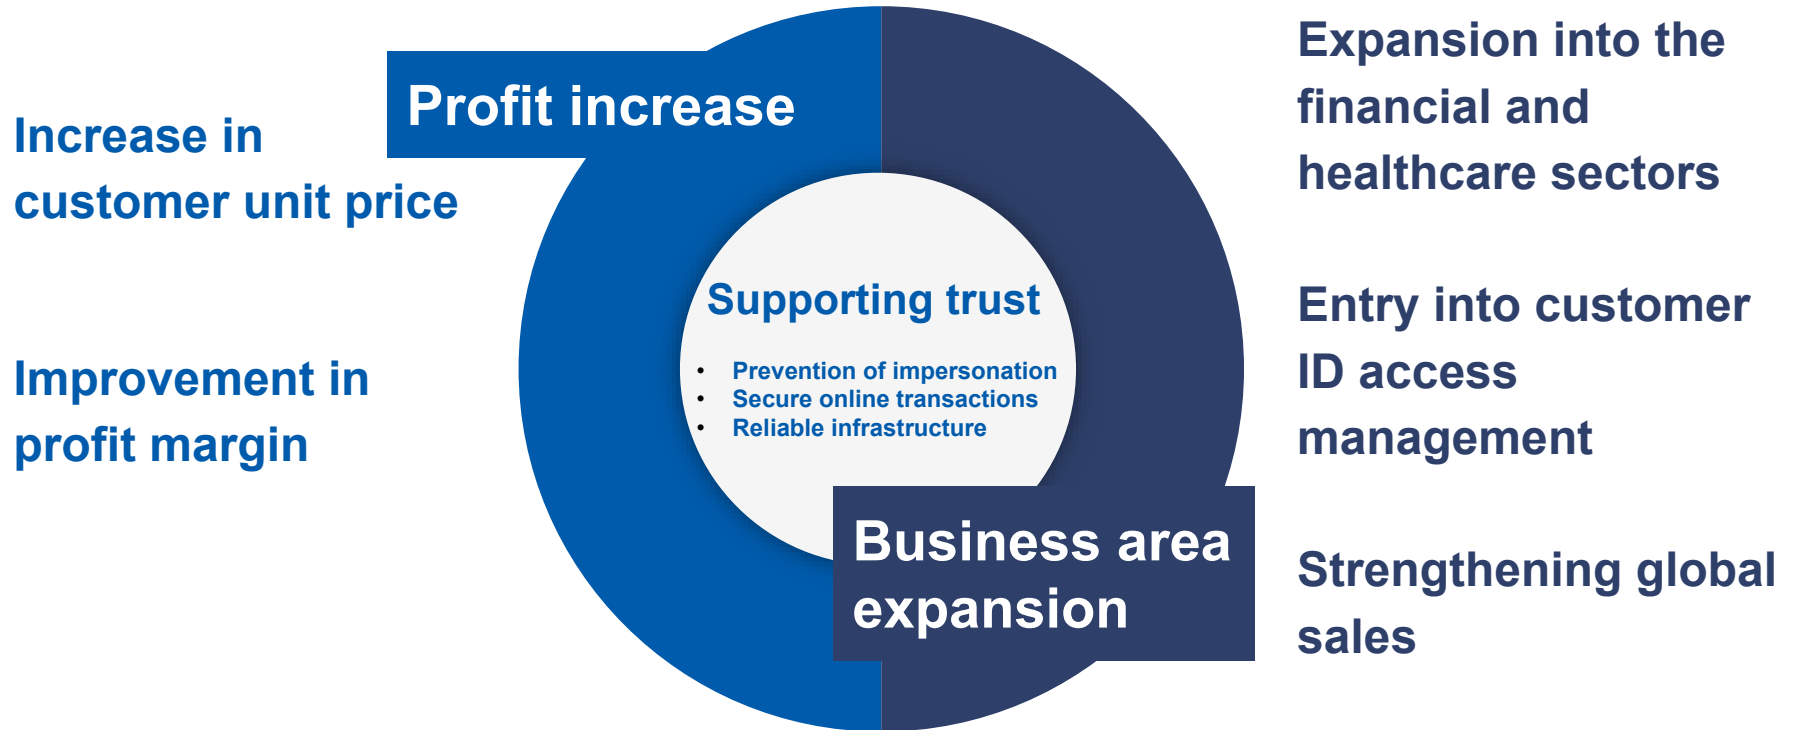 Profit increase
Increase in
customer unit price
Improvement in
profit margin
Supporting trust
• Prevention of impersonation
• Secure online transactions
• Reliable infrastructure
Business area
expansion
Expansion into the
financial and
healthcare sectors
Entry into customer
ID access
management
Strengthening global
sales